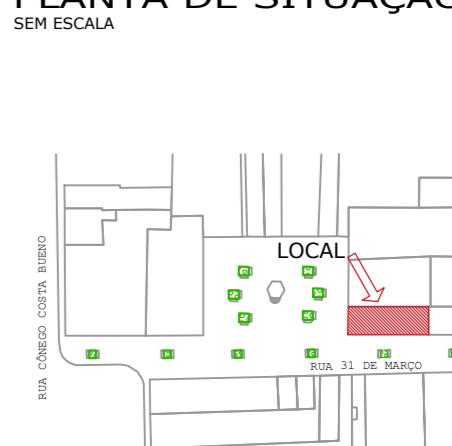 PLANTA DE SITUAÇÃO
SEM ESCALA
LOCAL
RUA CÔNEGO COSTA BUENO
RUA 31 DE MARÇO